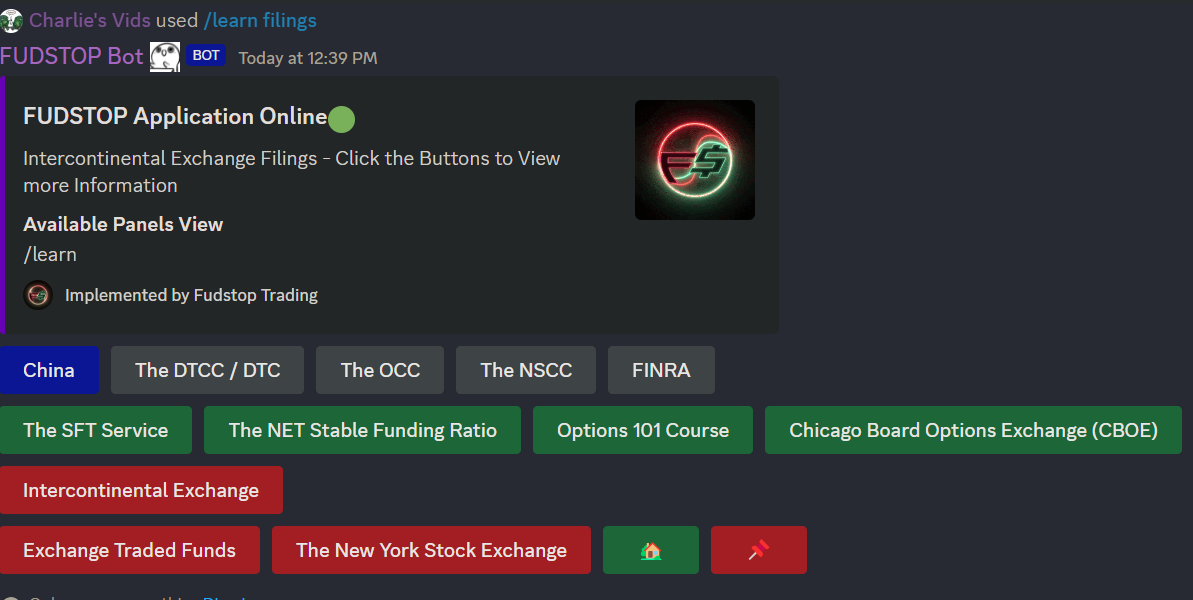 Charlie's Vids used /learn filings
FUDSTOP Bot BOT Today at 12:39 PM
FUDSTOP Application Online
Intercontinental Exchange Filings - Click the Buttons to View
more Information
Available Panels View
/learn
Implemented by Fudstop Trading
China The DTCC / DTC The OCC The NSCC FINRA
The SFT Service The NET Stable Funding Ratio Options 101 Course Chicago Board Options Exchange (CBOE)
Intercontinental Exchange
Exchange Traded Funds The New York Stock Exchange